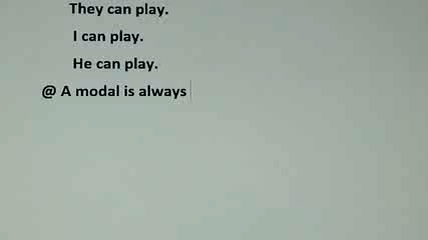 They can play.
I can play.
He can play.
@ A modal is always